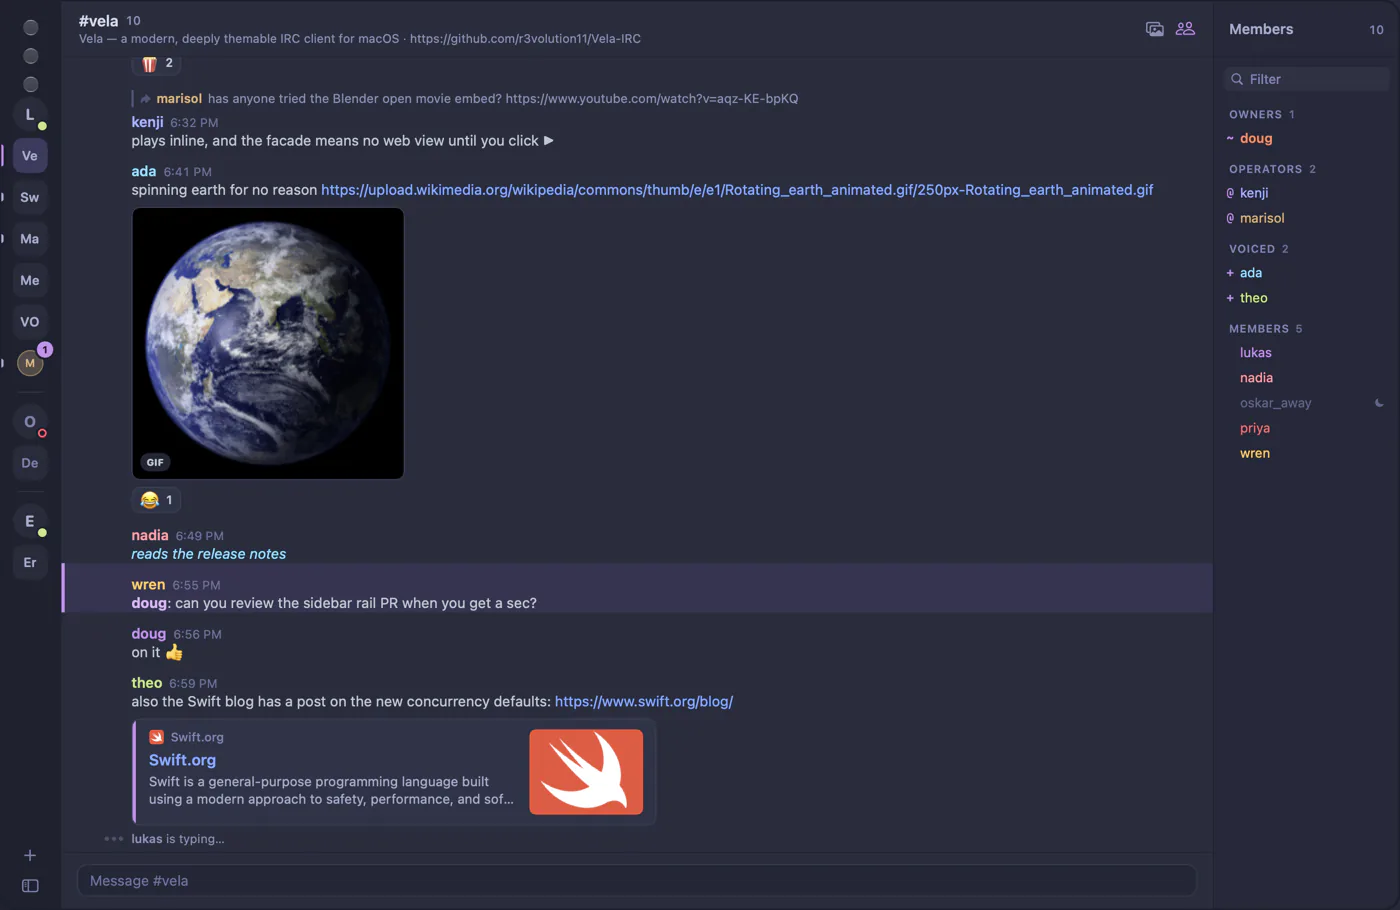 L
Ve
Sw
Ma
Me
VO
M
1
O
De
E
Er
#vela 10
Vela — a modern, deeply themable IRC client for macOS · https://github.com/r3volution11/Vela-IRC
🍿 2
marisol has anyone tried the Blender open movie embed? https://www.youtube.com/watch?v=aqz-KE-bpKQ
kenji 6:32 PM
plays inline, and the facade means no web view until you click ▶
ada 6:41 PM
spinning earth for no reason https://upload.wikimedia.org/wikipedia/commons/thumb/e/e1/Rotating_earth_animated.gif/250px-Rotating_earth_animated.gif
GIF
😂 1
nadia 6:49 PM
reads the release notes
wren 6:55 PM
doug: can you review the sidebar rail PR when you get a sec?
doug 6:56 PM
on it 👍
theo 6:59 PM
also the Swift blog has a post on the new concurrency defaults: https://www.swift.org/blog/
Swift.org
Swift.org
Swift is a general-purpose programming language built
using a modern approach to safety, performance, and sof...
lukas is typing...
Message #vela
Members 10
Filter
OWNERS 1
~ doug
OPERATORS 2
@ kenji
@ marisol
VOICED 2
+ ada
+ theo
MEMBERS 5
lukas
nadia
oskar_away
priya
wren